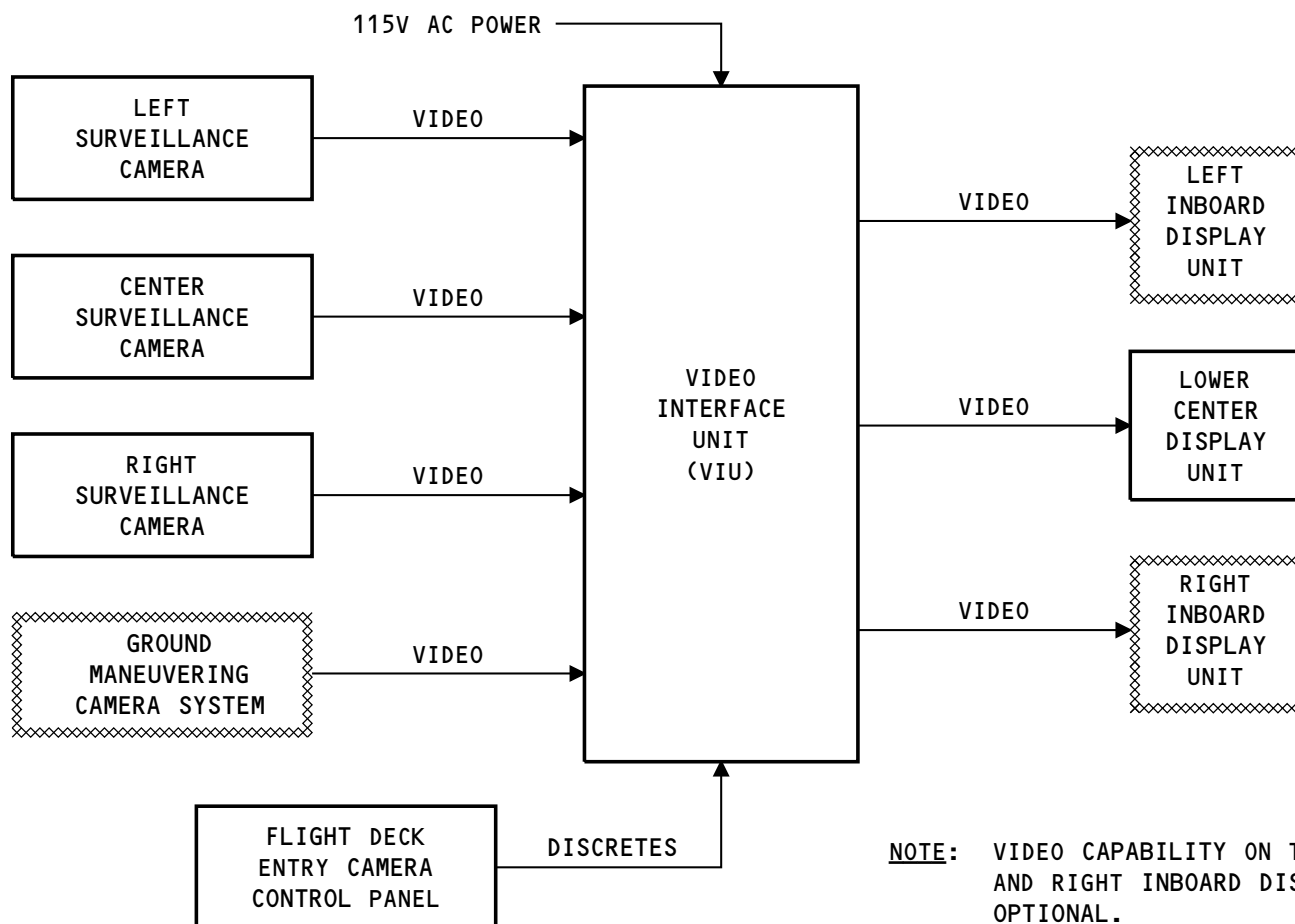 115V AC POWER
LEFT
SURVEILLANCE
CAMERA
VIDEO
CENTER
SURVEILLANCE
CAMERA
VIDEO
RIGHT
SURVEILLANCE
CAMERA
VIDEO
GROUND
MANEUVERING
CAMERA SYSTEM
VIDEO
FLIGHT DECK
ENTRY CAMERA
CONTROL PANEL
DISCRETES
VIDEO
INTERFACE
UNIT
(VIU)
VIDEO
LEFT
INBOARD
DISPLAY
UNIT
VIDEO
LOWER
CENTER
DISPLAY
UNIT
VIDEO
RIGHT
INBOARD
DISPLAY
UNIT
NOTE: VIDEO CAPABILITY ON
AND RIGHT INBOARD
OPTIONAL.